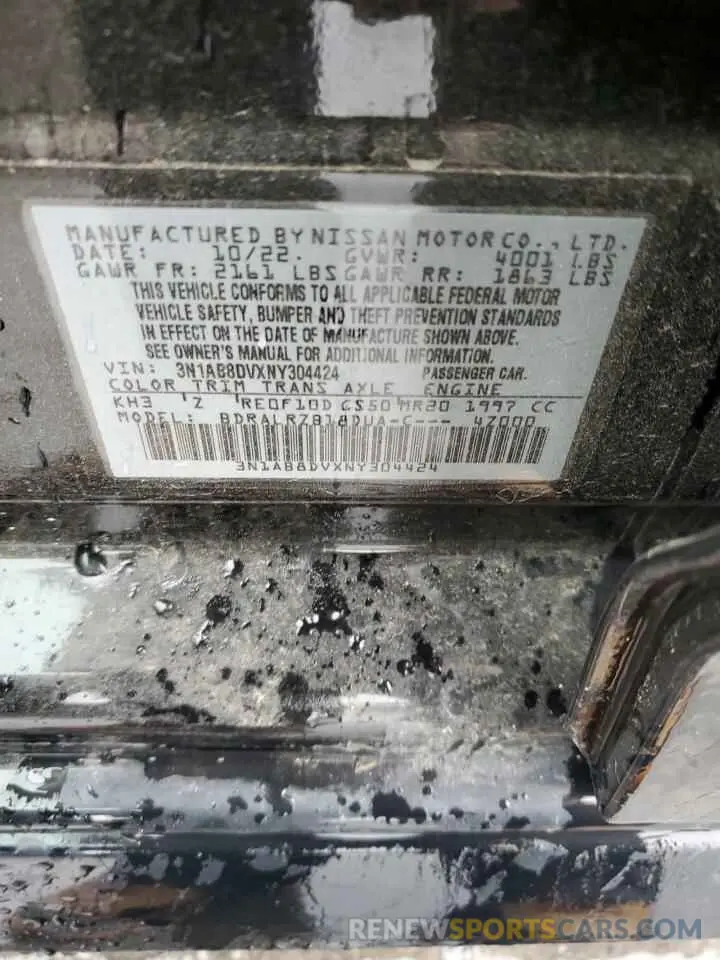 MANUFACTURED BY NISSAN MOTOR CO., LTD.
DATE: 10/22. GVWR: 4001 LBS
GAWR FR: 2161 LBS GAWR RR: 1863 LBS
THIS VEHICLE CONFORMS TO ALL APPLICABLE FEDERAL MOTOR
VEHICLE SAFETY, BUMPER AND THEFT PREVENTION STANDARDS
IN EFFECT ON THE DATE OF MANUFACTURE SHOWN ABOVE.
SEE OWNER'S MANUAL FOR ADDITIONAL INFORMATION.
VIN: 3N1AB8DVXNY304424 PASSENGER CAR.
COLOR TRIM TRANS AXLE ENGINE
KH3 'Z 'RE0F10D GS50'MR20 1997 CC
MODEL: BDRALRZB18DUA-C--- 4Z000
3N1AB8DVXNY304424
RENEWSPORTSCARS.COM